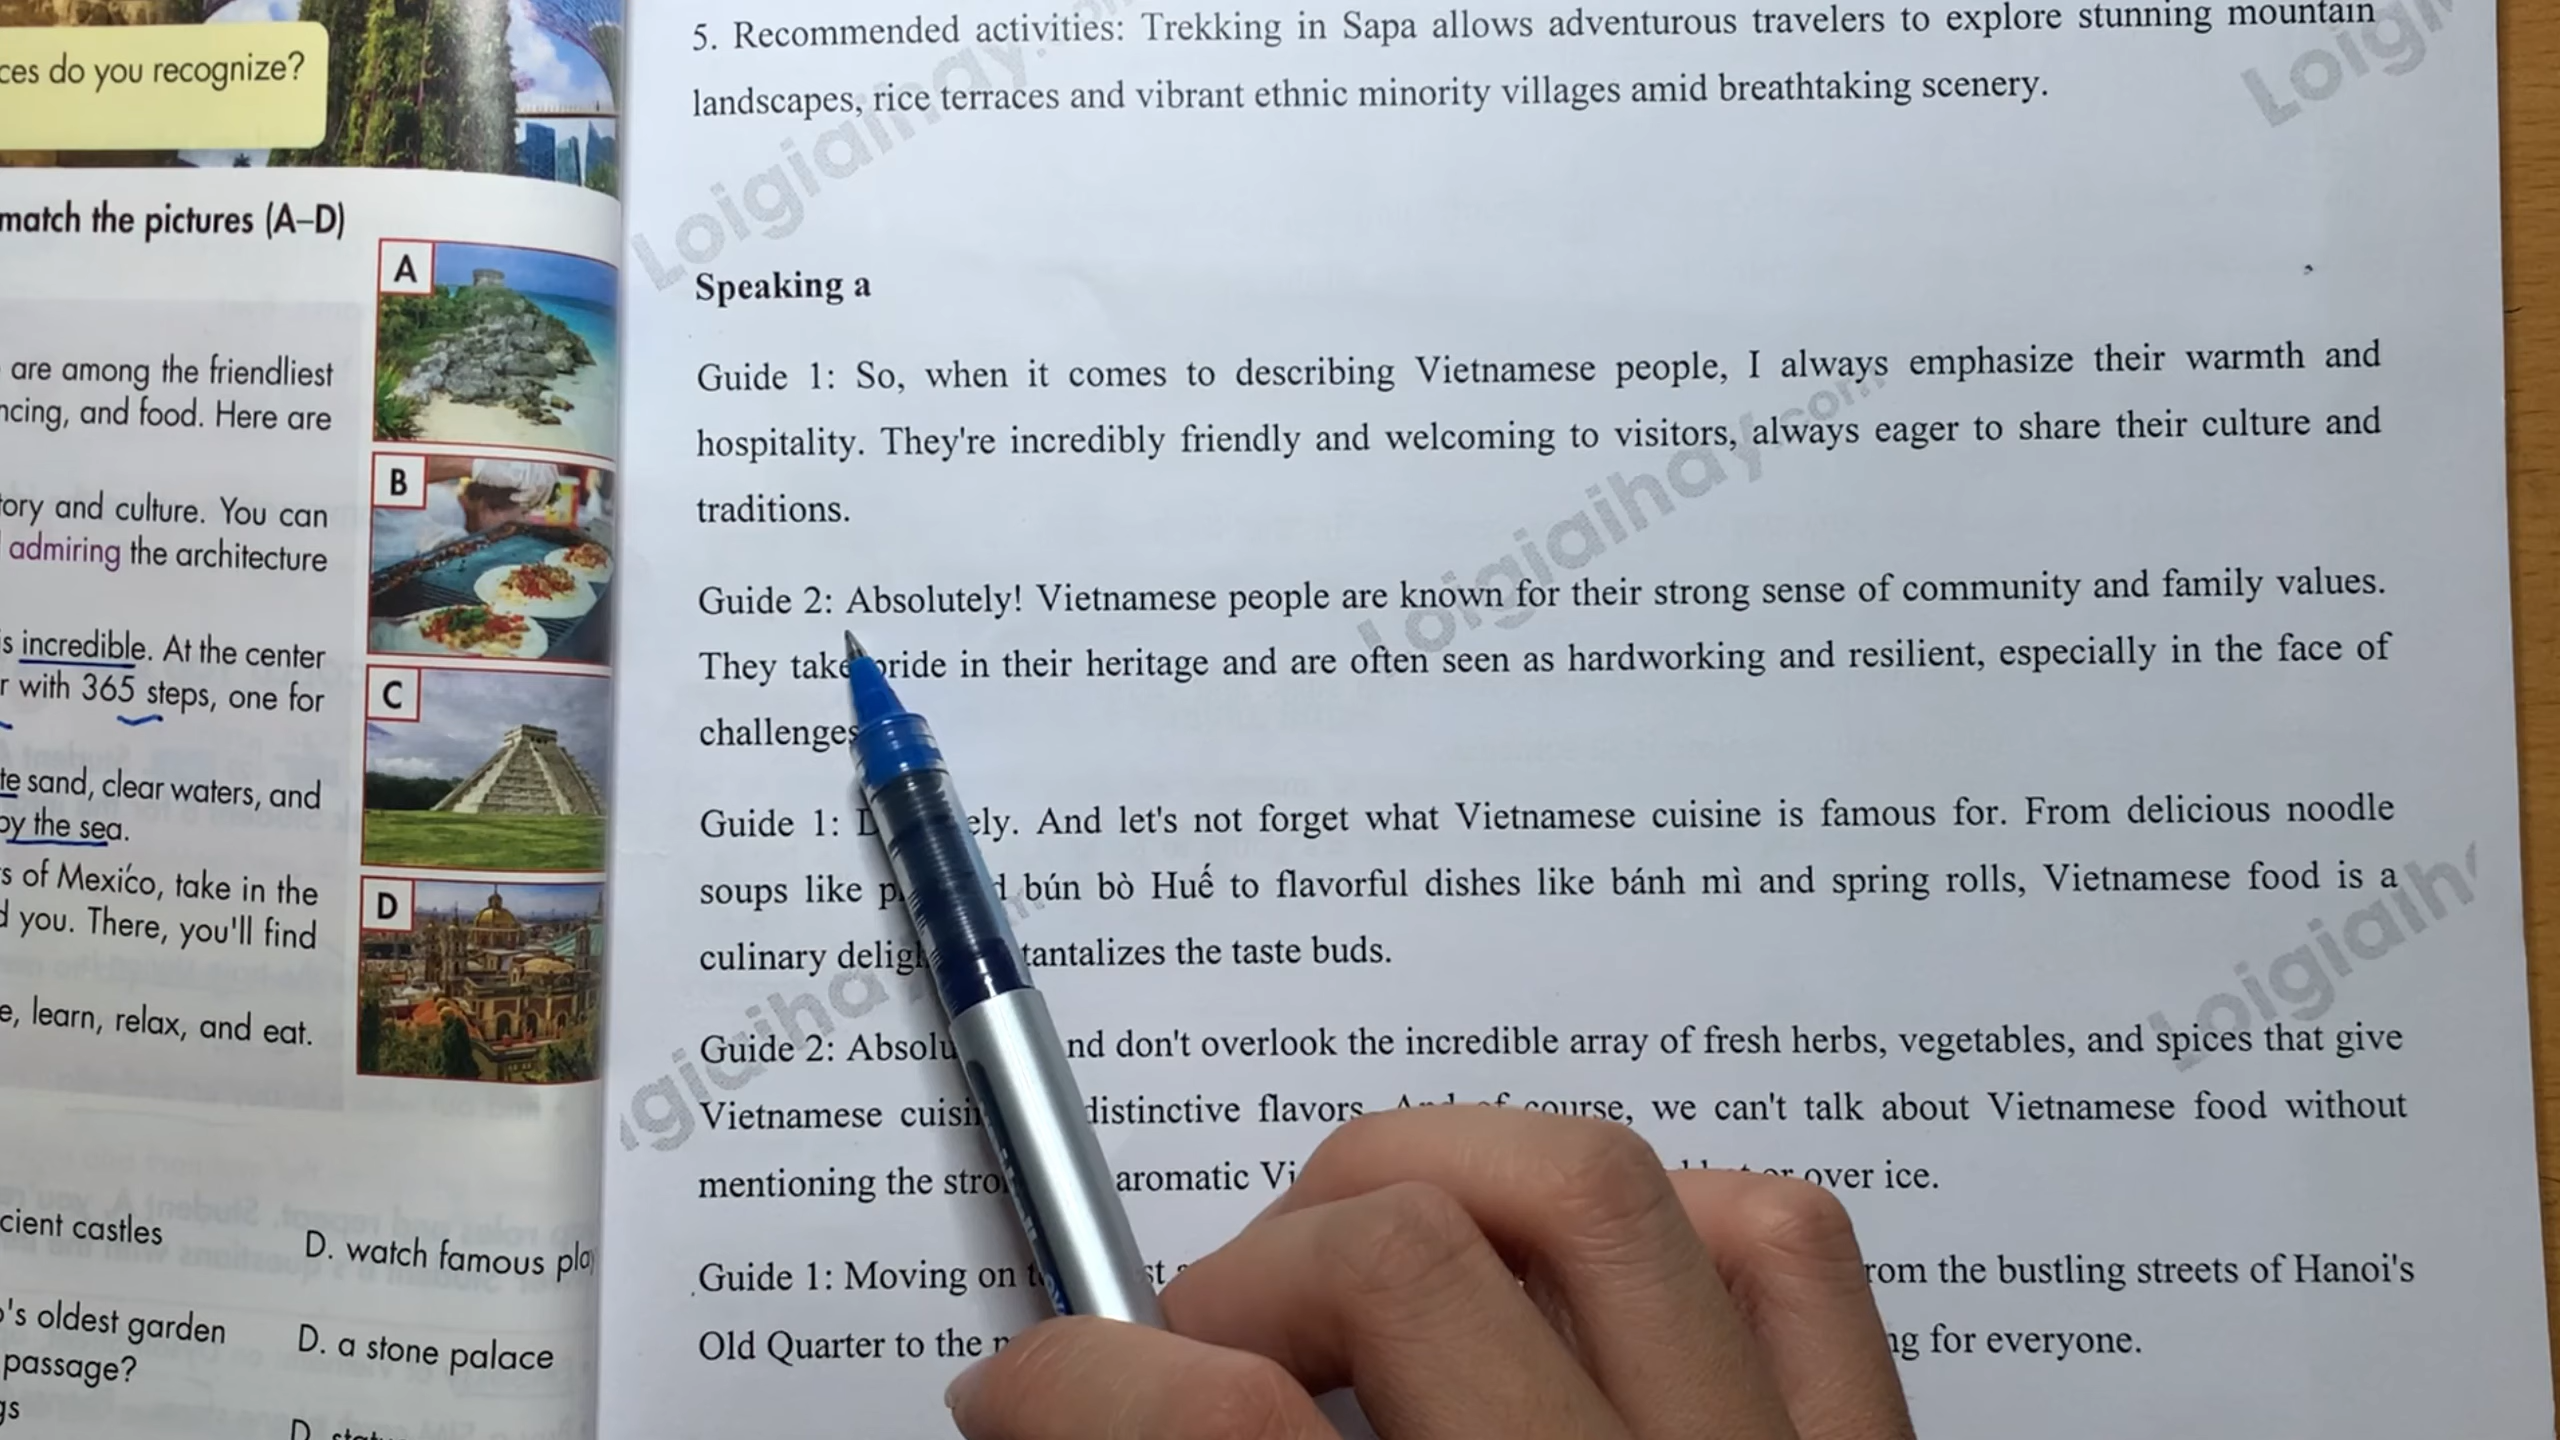 ces do you recognize?
match the pictures (A–D)
A
are among the friendliest
ncing, and food. Here are
B
ory and culture. You can
admiring the architecture
s incredible. At the center
r with 365 steps, one for
C
te sand, clear waters, and
by the sea.
s of Mexico, take in the
D
d you. There, you'll find
e, learn, relax, and eat.
cient castles
D. watch famous
's oldest garden
D. a stone palace
passage?
gs
D.
5. Recommended activities: Trekking in Sapa allows adventurous travelers to explore stunning mountain
landscapes, rice terraces and vibrant ethnic minority villages amid breathtaking scenery.
Speaking a
Guide 1: So, when it comes to describing Vietnamese people, I always emphasize their warmth and
hospitality. They're incredibly friendly and welcoming to visitors, always eager to share their culture and
traditions.
Guide 2: Absolutely! Vietnamese people are known for their strong sense of community and family values.
They take pride in their heritage and are often seen as hardworking and resilient, especially in the face of
challenges
Guide 1: ely. And let's not forget what Vietnamese cuisine is famous for. From delicious noodle
soups like bún bò Huế to flavorful dishes like bánh mì and spring rolls, Vietnamese food is a
culinary tantalizes the taste buds.
Guide 2: nd don't overlook the incredible array of fresh herbs, vegetables, and spices that give
Vietnamese distinctive flavors. course, we can't talk about Vietnamese food without
mentioning the aromatic or over ice.
Guide 1: Moving on rom the bustling streets of Hanoi's
Old Quarter to the for everyone.
Loigiaihay.com
Loigiaihay.com